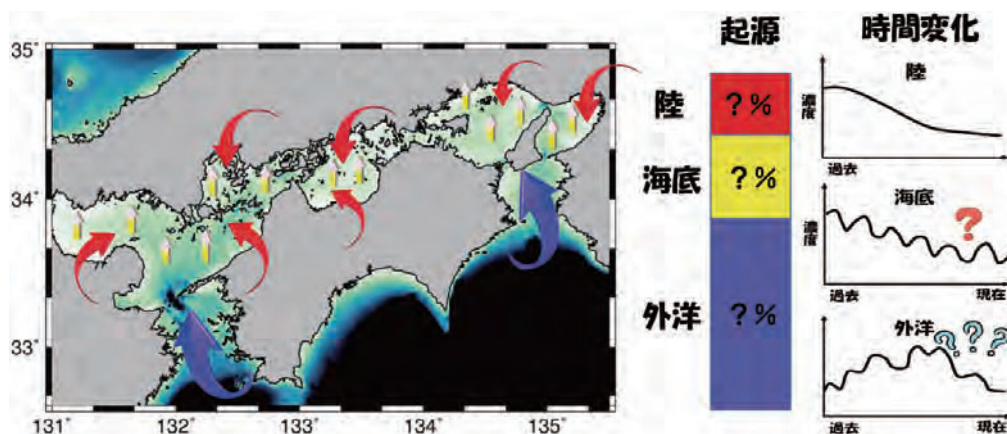 35°
34°
33°
131°
132°
133°
134°
135°
起源
陸
?%
海底
?%
外洋
?%
時間変化
陸
濃度
過去
海底
?
濃度
過去
現在
外洋
? ? ?
過去
現在